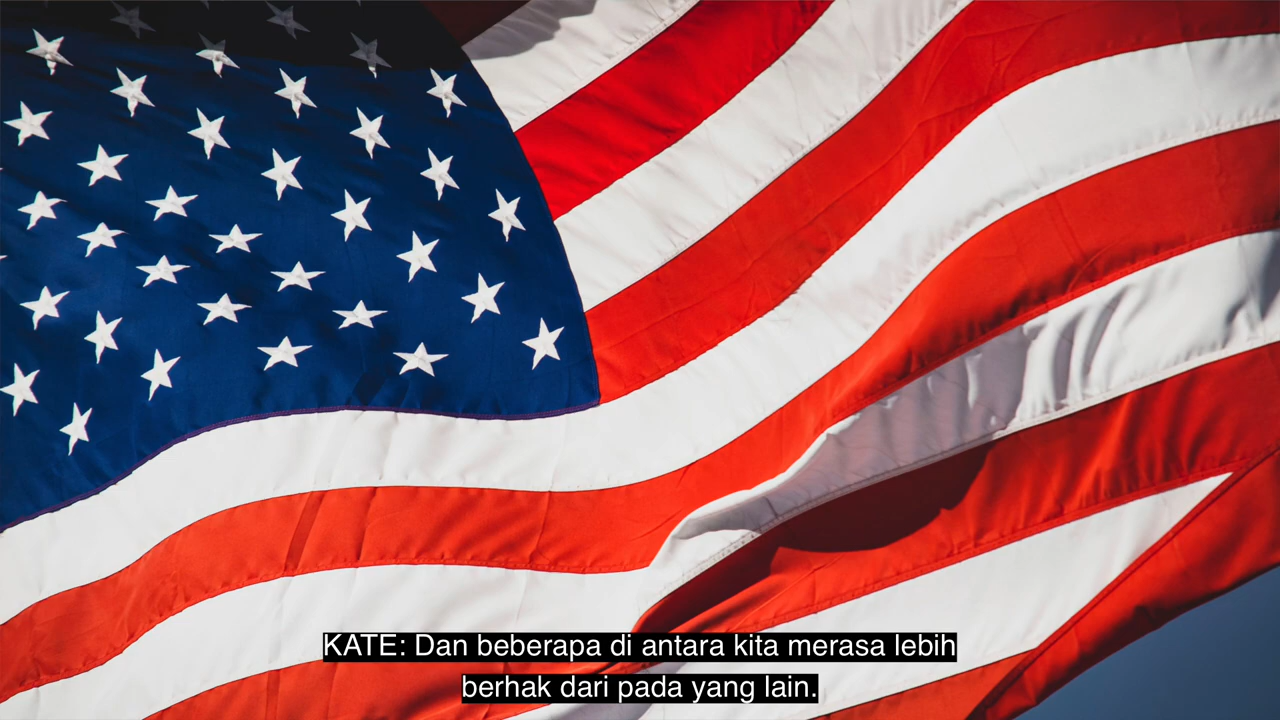 KATE: Dan beberapa di antara kita merasa lebih
berhak dari pada yang lain.